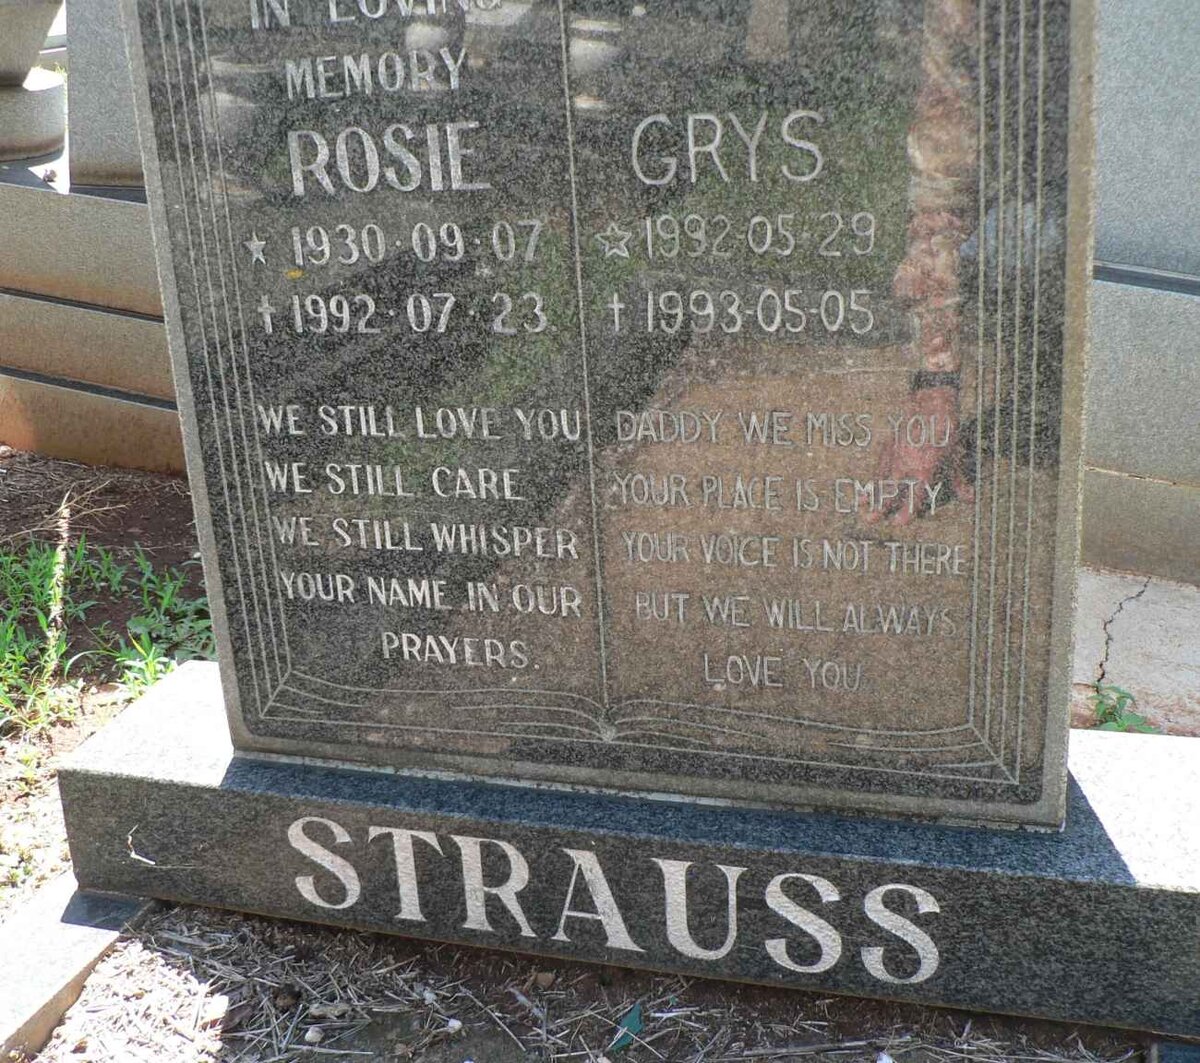 IN LOVING
MEMORY
ROSIE
★ 1930·09·07
† 1992·07·23
WE STILL LOVE YOU
WE STILL CARE
WE STILL WHISPER
YOUR NAME IN OUR
PRAYERS.
GRYS
☆ 1992·05-29
† 1993-05-05
DADDY WE MISS YOU
YOUR PLACE IS EMPTY
YOUR VOICE IS NOT THERE
BUT WE WILL ALWAYS
LOVE YOU
STRAUSS